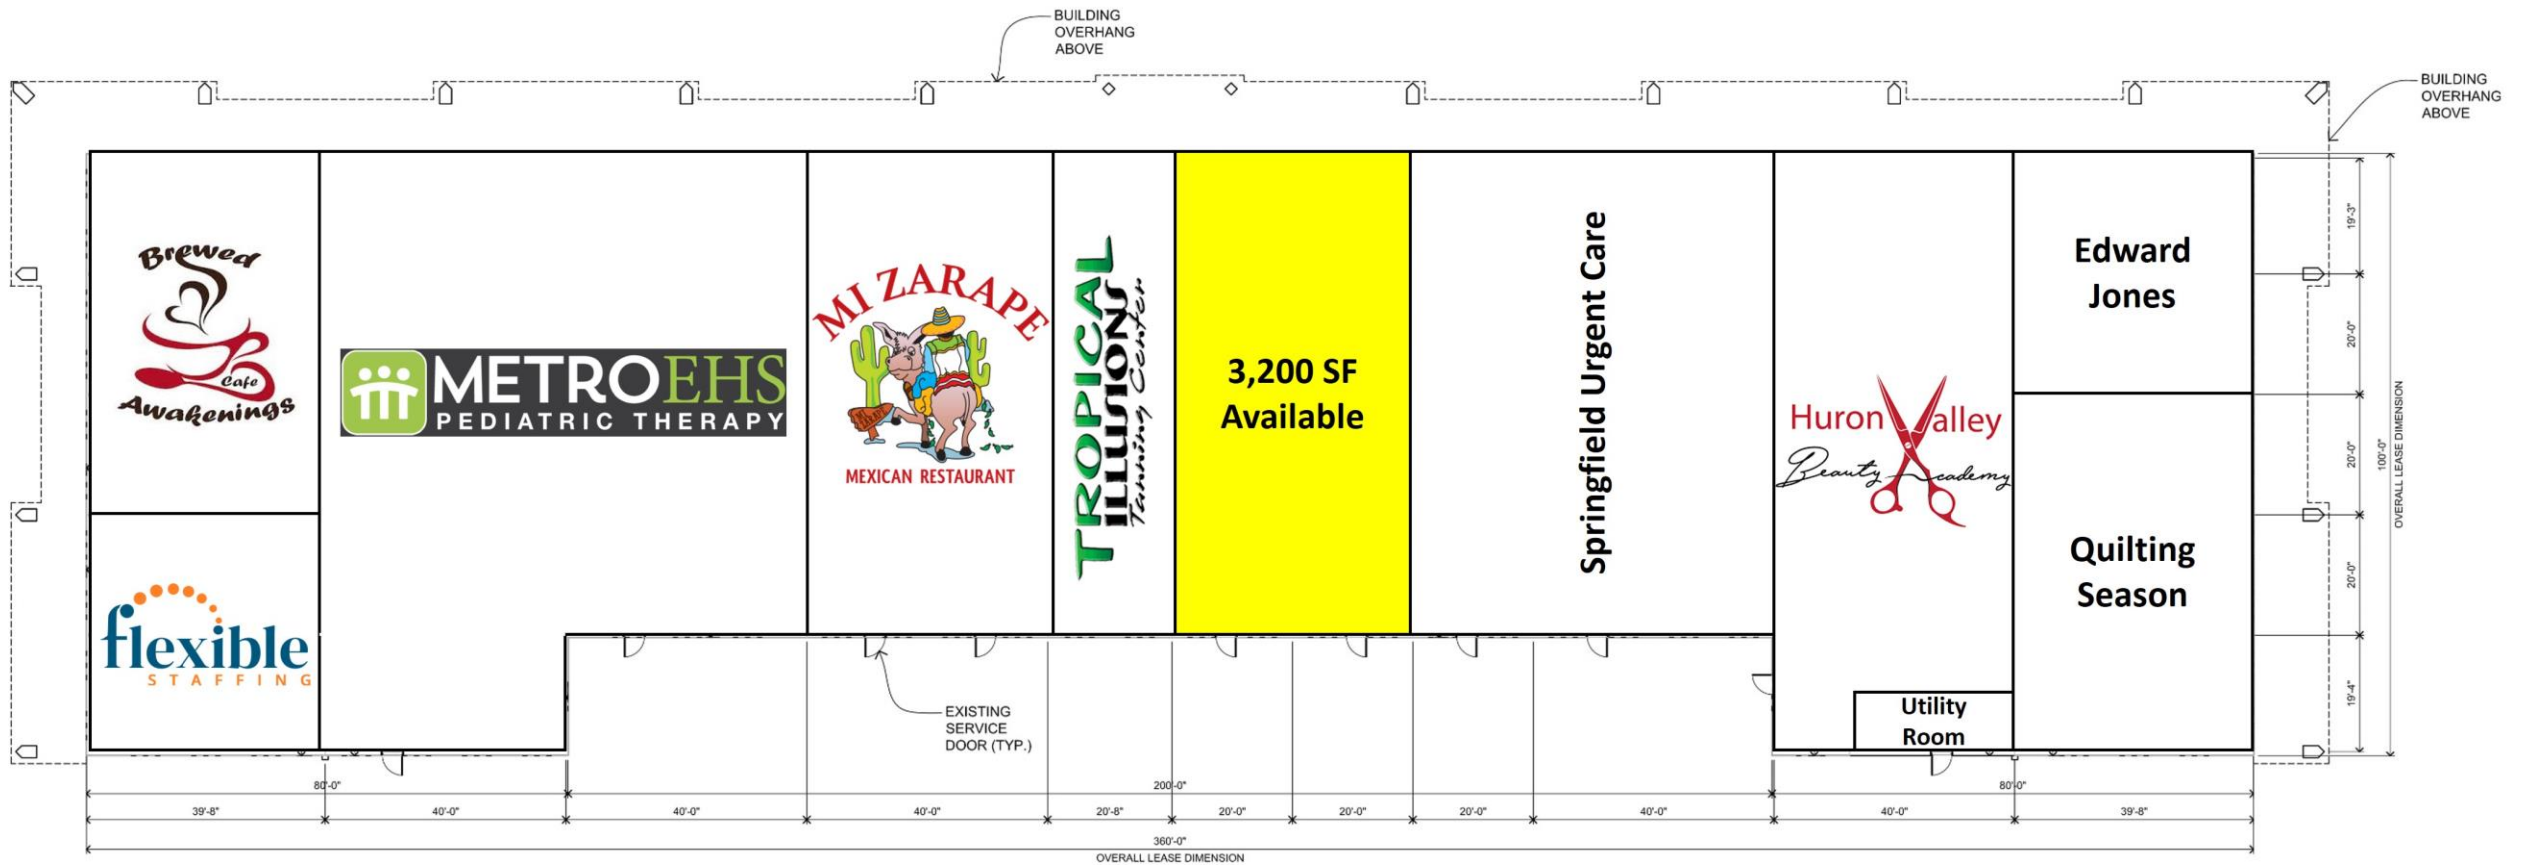 BUILDING
OVERHANG
ABOVE
BUILDING
OVERHANG
ABOVE
Brewed
Cafe
Awakenings
flexible
STAFFING
METROEHS
PEDIATRIC THERAPY
MI ZARAPE
MEXICAN RESTAURANT
TROPICAL
ILLUSIONS
Tanning Center
3,200 SF
Available
Springfield Urgent Care
Huron Valley
Beauty Academy
Utility
Room
Edward
Jones
Quilting
Season
19'-3"
20'-0"
20'-0"
20'-0"
19'-4"
100'-0"
OVERALL LEASE DIMENSION
EXISTING
SERVICE
DOOR (TYP.)
80'-0"
200'-0"
80'-0"
39'-8"
40'-0"
40'-0"
40'-0"
20'-8"
20'-0"
20'-0"
20'-0"
40'-0"
40'-0"
39'-8"
360'-0"
OVERALL LEASE DIMENSION